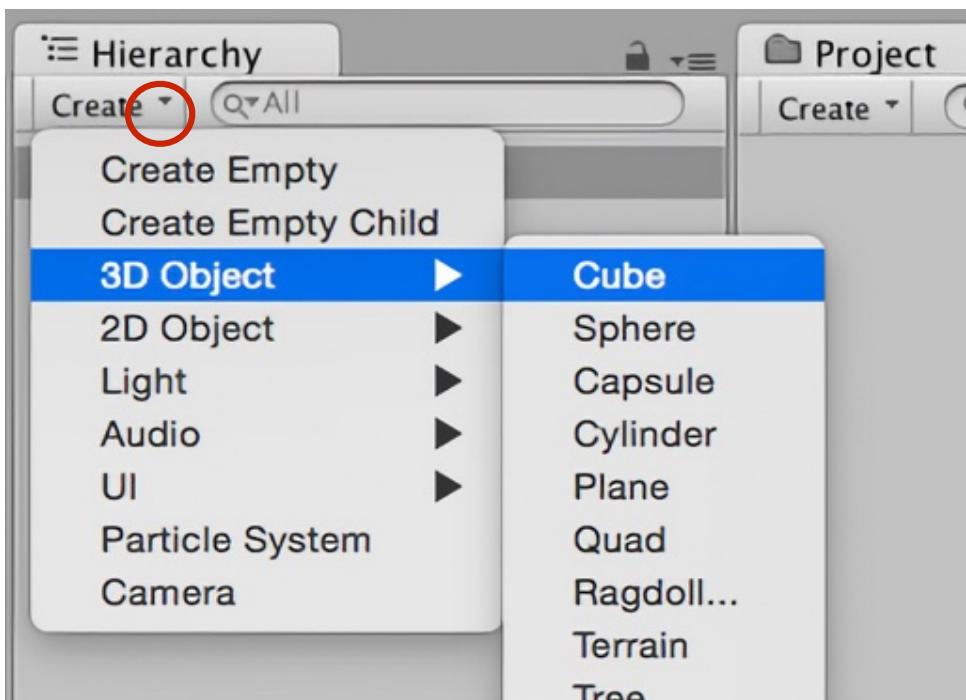 Hierarchy
Create
All
Create Empty
Create Empty Child
3D Object
2D Object
Light
Audio
UI
Particle System
Camera
Cube
Sphere
Capsule
Cylinder
Plane
Quad
Ragdoll...
Terrain
Tree
Project
Create